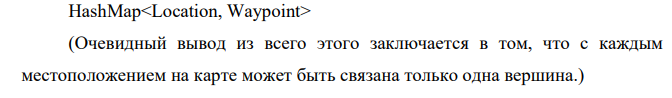 HashMap<Location, Waypoint>
(Очевидный вывод из всего этого заключается в том, что с каждым
местоположением на карте может быть связана только одна вершина.)